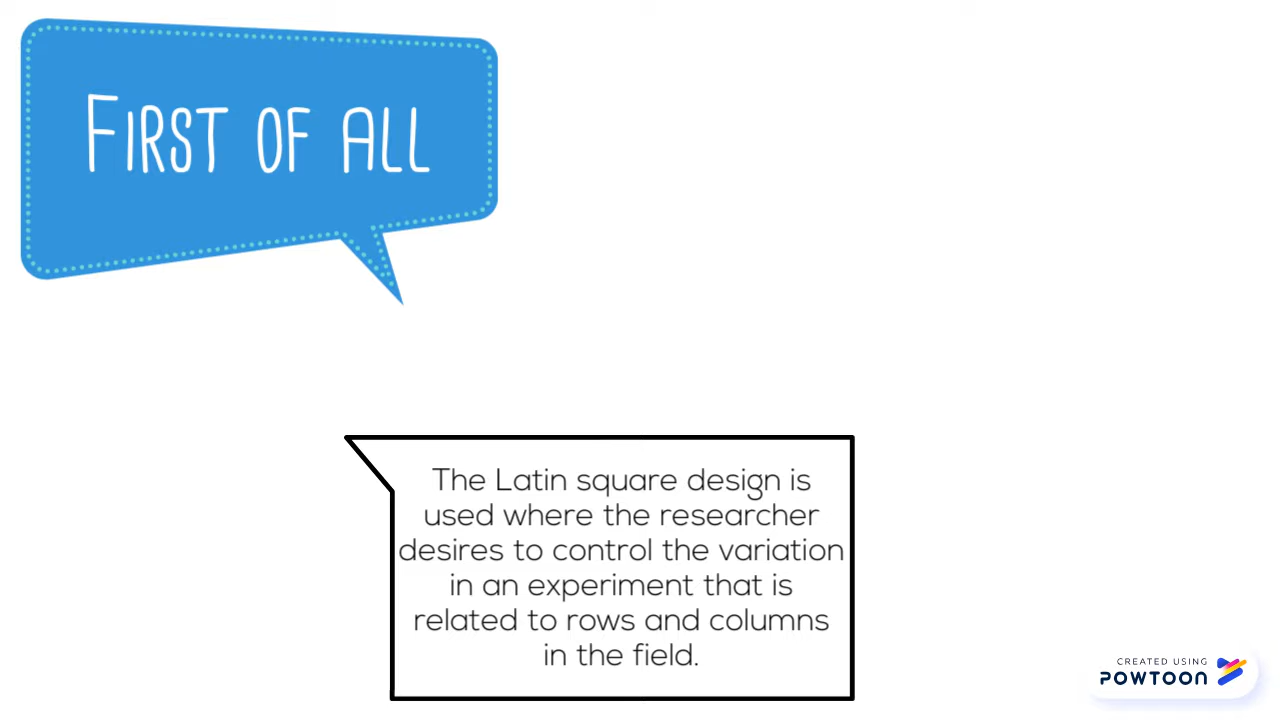 First of all
The Latin square design is
used where the researcher
desires to control the variation
in an experiment that is
related to rows and columns
in the field.
CREATED USING
POWTOON